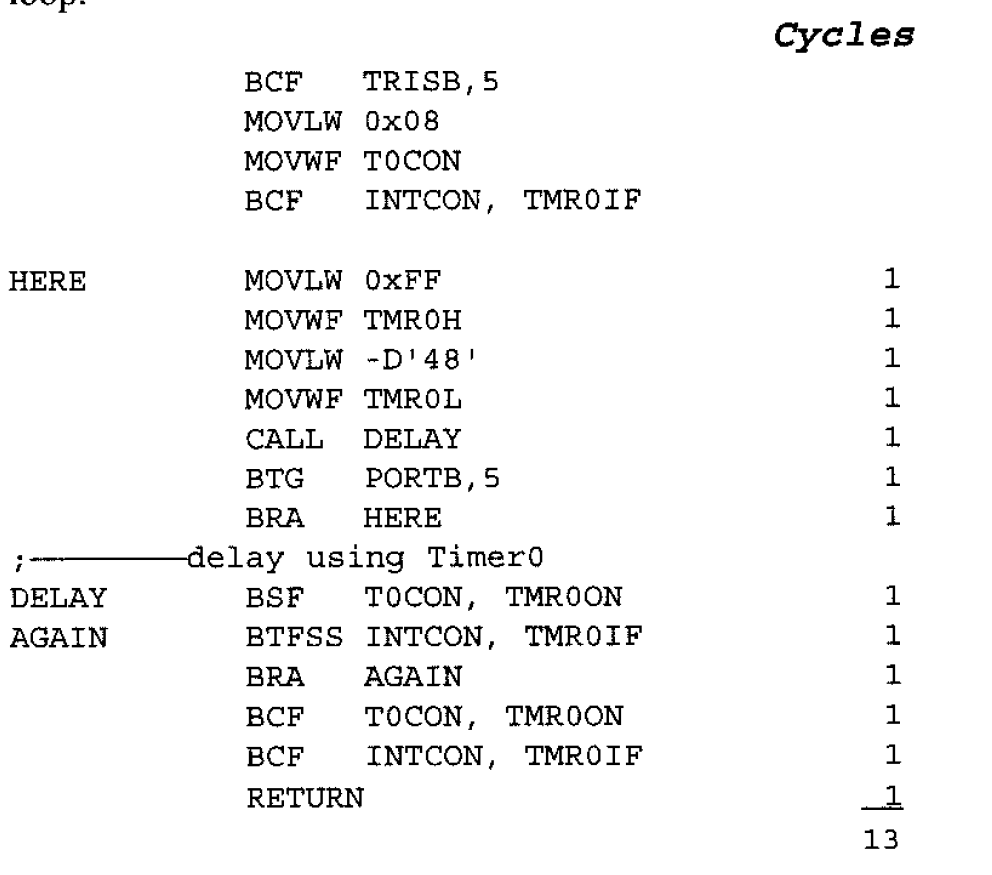 loop.
Cycles
BCF TRISB,5
MOVLW 0x08
MOVWF T0CON
BCF INTCON, TMR0IF
HERE MOVLW 0xFF 1
MOVWF TMR0H 1
MOVLW -D'48' 1
MOVWF TMR0L 1
CALL DELAY 1
BTG PORTB,5 1
BRA HERE 1
;————delay using Timer0
DELAY BSF T0CON, TMR0ON 1
AGAIN BTFSS INTCON, TMR0IF 1
BRA AGAIN 1
BCF T0CON, TMR0ON 1
BCF INTCON, TMR0IF 1
RETURN 1
13